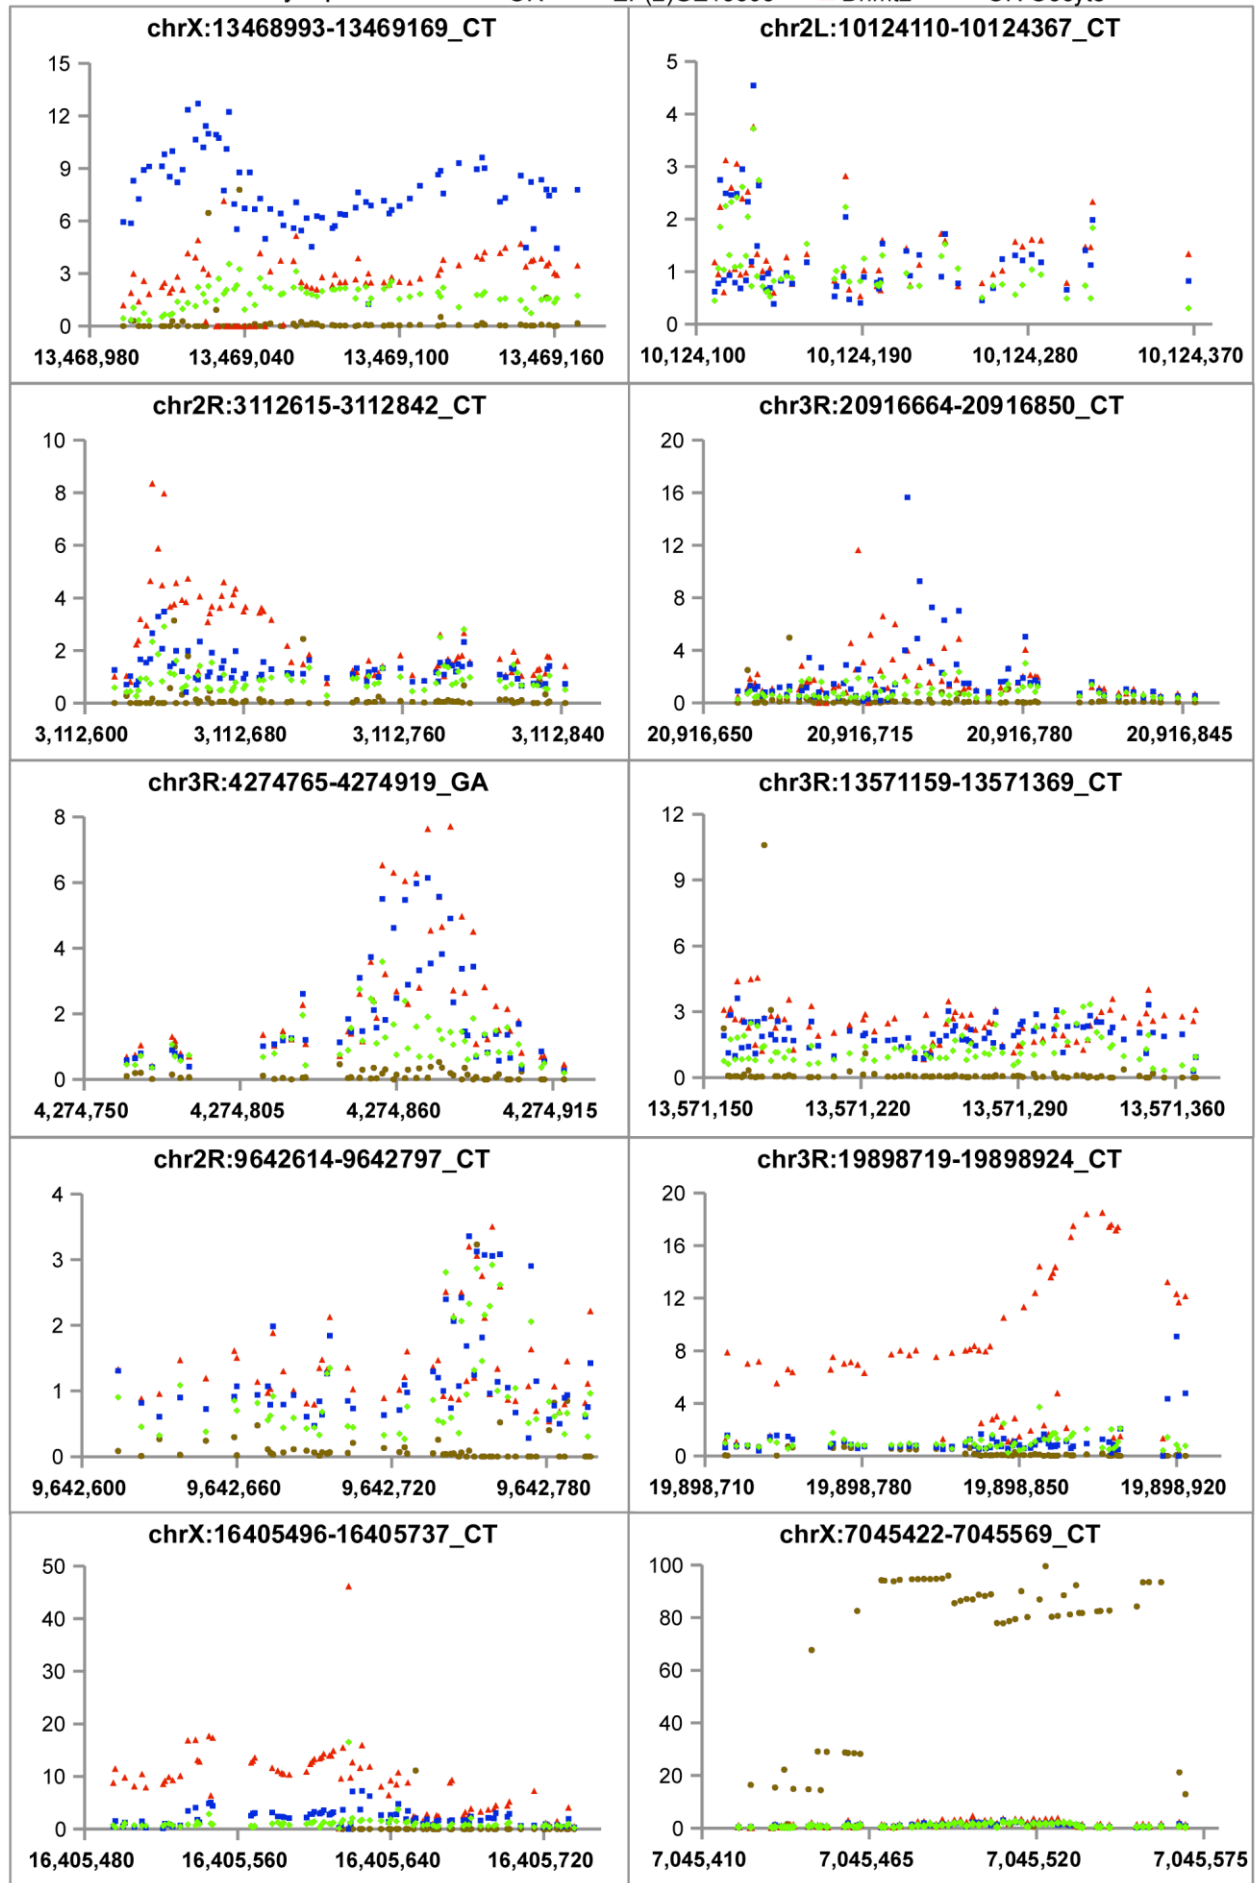 chrX:13468993-13469169_CT
15
12
9
6
3
0
13,468,980 13,469,040 13,469,100 13,469,160
chr2L:10124110-10124367_CT
5
4
3
2
1
0
10,124,100 10,124,190 10,124,280 10,124,370
chr2R:3112615-3112842_CT
10
8
6
4
2
0
3,112,600 3,112,680 3,112,760 3,112,840
chr3R:20916664-20916850_CT
20
16
12
8
4
0
20,916,650 20,916,715 20,916,780 20,916,845
chr3R:4274765-4274919_GA
8
6
4
2
0
4,274,750 4,274,805 4,274,860 4,274,915
chr3R:13571159-13571369_CT
12
9
6
3
0
13,571,150 13,571,220 13,571,290 13,571,360
chr2R:9642614-9642797_CT
4
3
2
1
0
9,642,600 9,642,660 9,642,720 9,642,780
chr3R:19898719-19898924_CT
20
16
12
8
4
0
19,898,710 19,898,780 19,898,850 19,898,920
chrX:16405496-16405737_CT
50
40
30
20
10
0
16,405,480 16,405,560 16,405,640 16,405,720
chrX:7045422-7045569_CT
100
80
60
40
20
0
7,045,410 7,045,465 7,045,520 7,045,575